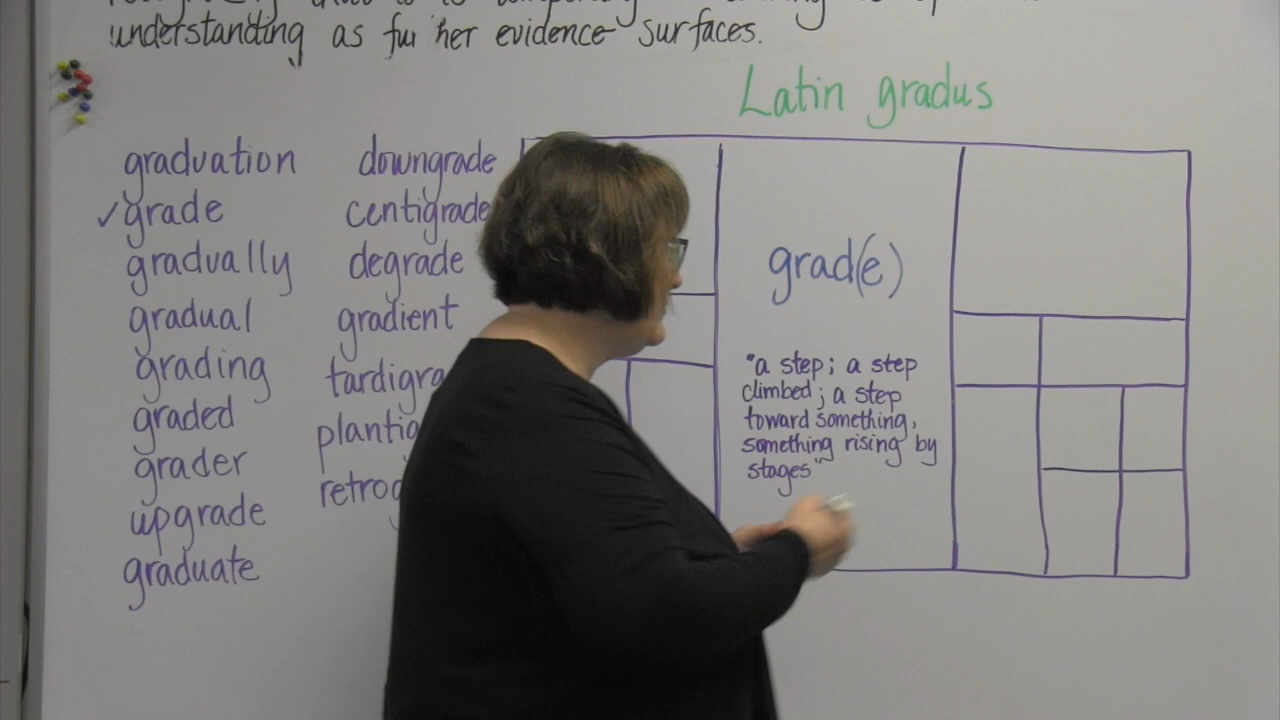 understanding as further evidence surfaces.
Latin gradus
graduation
✓grade
gradually
gradual
grading
graded
grader
upgrade
graduate
downgrade
centigrade
degrade
gradient
grad(e)
"a step; a step
climbed; a step
toward something,
something rising by
stages"